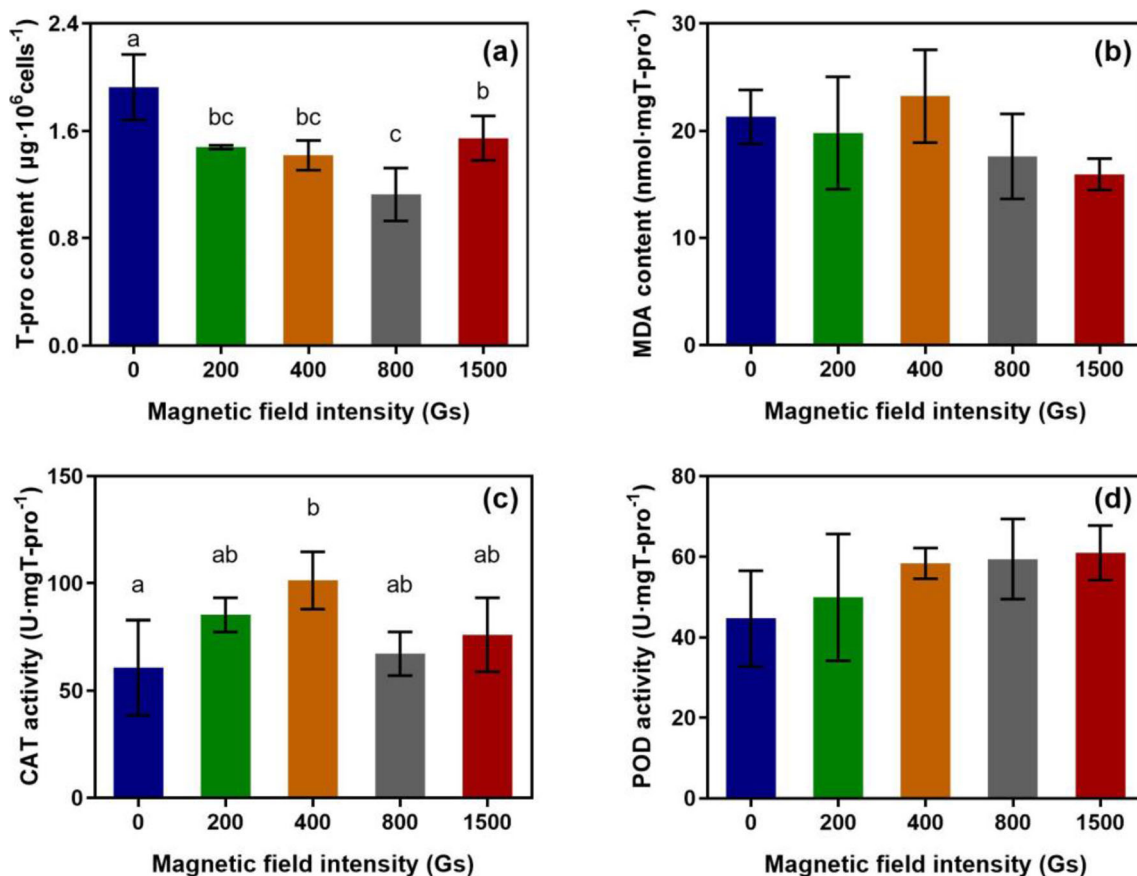 T-pro content ( µg·10⁶cells⁻¹)
2.4
1.6
0.8
0.0
a
bc
bc
c
b
(a)
0 200 400 800 1500
Magnetic field intensity (Gs)
MDA content (nmol·mgT-pro⁻¹)
30
20
10
0
(b)
0 200 400 800 1500
Magnetic field intensity (Gs)
CAT activity (U·mgT-pro⁻¹)
150
100
50
0
a
ab
b
ab
ab
(c)
0 200 400 800 1500
Magnetic field intensity (Gs)
POD activity (U·mgT-pro⁻¹)
80
60
40
20
0
(d)
0 200 400 800 1500
Magnetic field intensity (Gs)